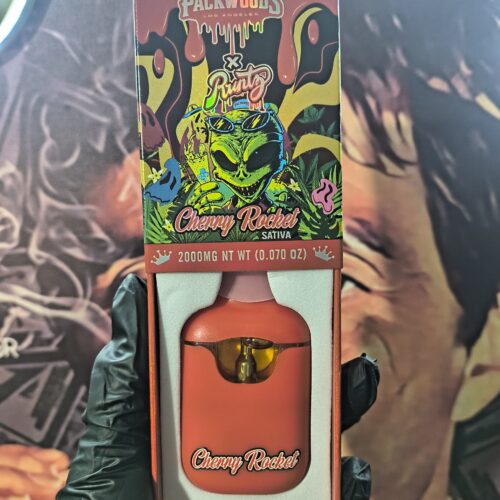 PACKWOODS
LOS ANGELES
X
Runtz
Cherry Rocket
SATIVA
2000MG NT WT (0.070 OZ)
Cherry Rocket